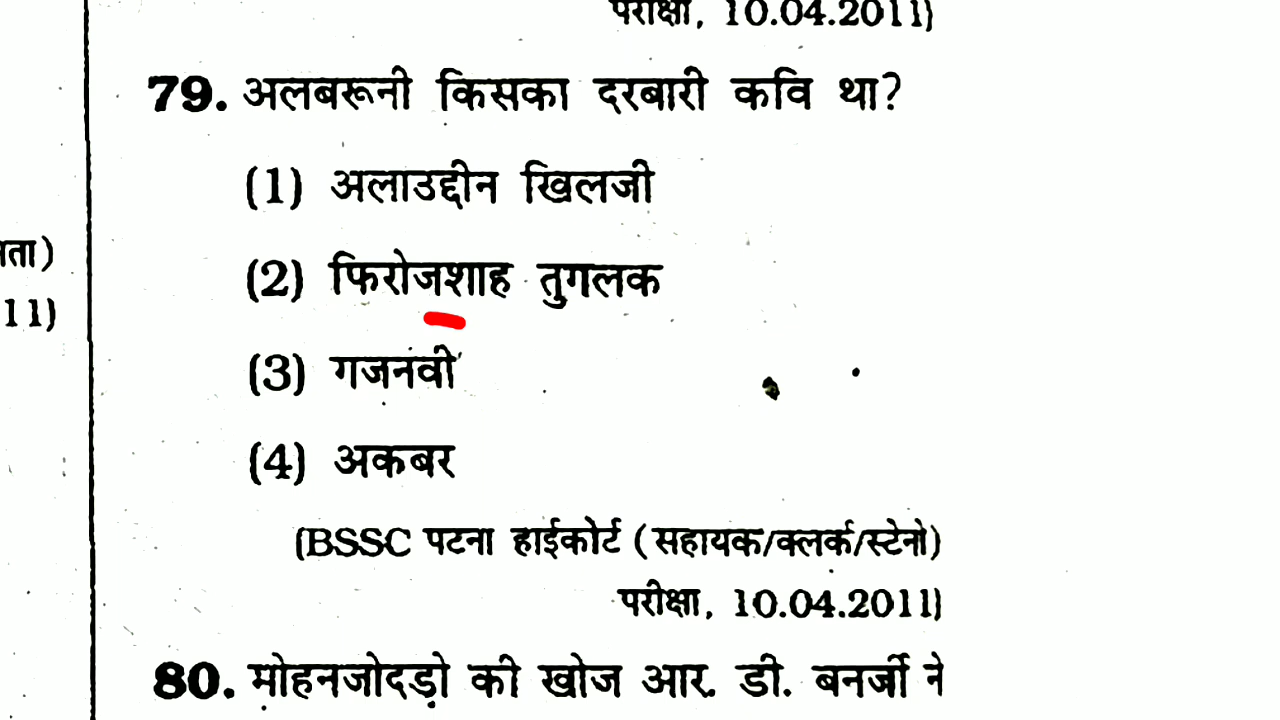 परीक्षा, 10.04.2011)
79. अलबरूनी किसका दरबारी कवि था?
(1) अलाउद्दीन खिलजी
(2) फिरोजशाह तुगलक
(3) गजनवी
(4) अकबर
(BSSC पटना हाईकोर्ट (सहायक/क्लर्क/स्टेनो)
परीक्षा, 10.04.2011)
80. मोहनजोदड़ो की खोज आर. डी. बनर्जी ने
11)